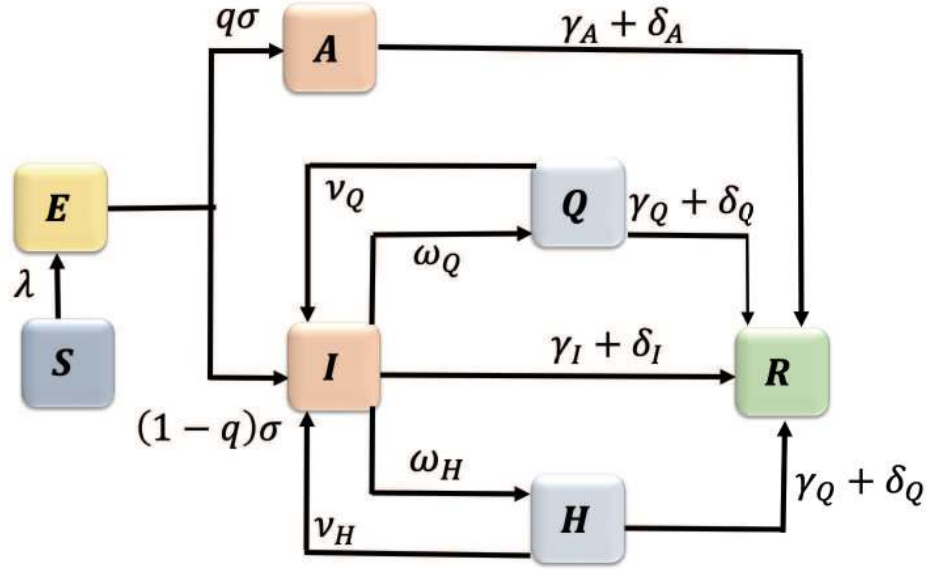 qσ
A
γ_A + δ_A
E
ν_Q
Q
γ_Q + δ_Q
λ
ω_Q
S
I
γ_I + δ_I
R
(1 − q)σ
ω_H
γ_Q + δ_Q
ν_H
H